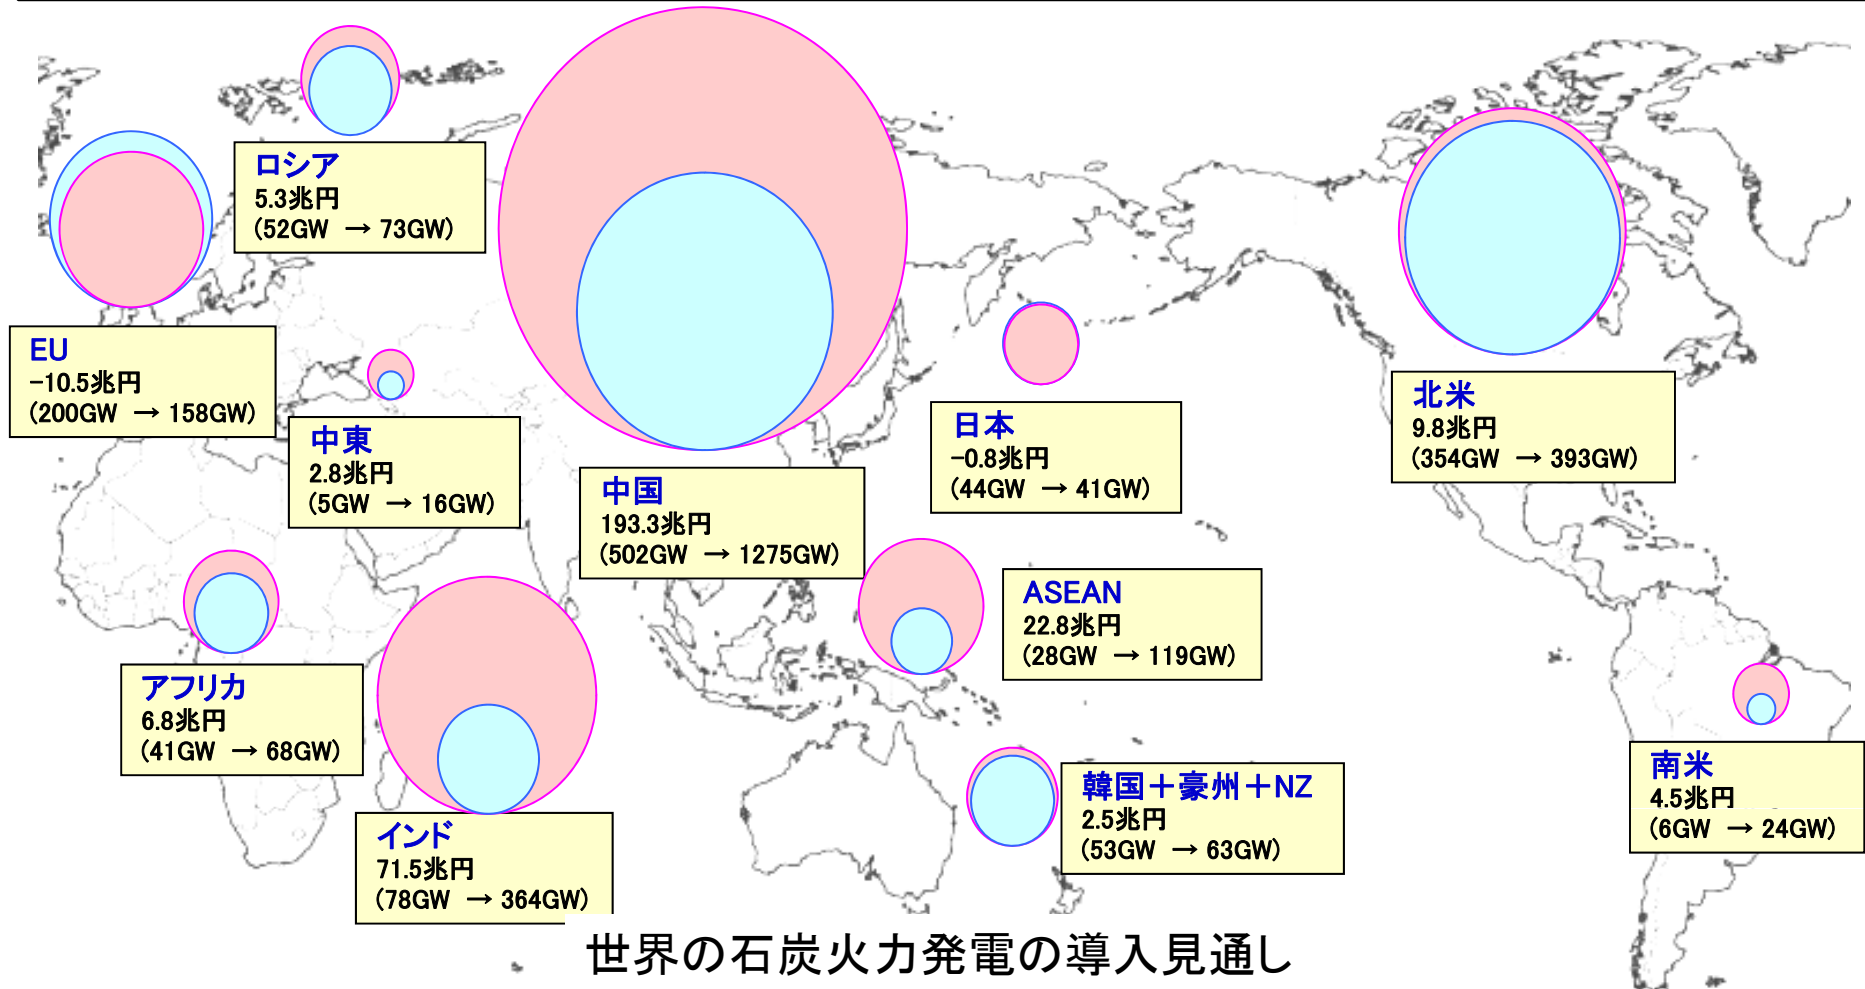 ロシア
5.3兆円
(52GW → 73GW)
EU
-10.5兆円
(200GW → 158GW)
中東
2.8兆円
(5GW → 16GW)
中国
193.3兆円
(502GW → 1275GW)
日本
-0.8兆円
(44GW → 41GW)
北米
9.8兆円
(354GW → 393GW)
アフリカ
6.8兆円
(41GW → 68GW)
インド
71.5兆円
(78GW → 364GW)
ASEAN
22.8兆円
(28GW → 119GW)
韓国+豪州+NZ
2.5兆円
(53GW → 63GW)
南米
4.5兆円
(6GW → 24GW)
世界の石炭火力発電の導入見通し